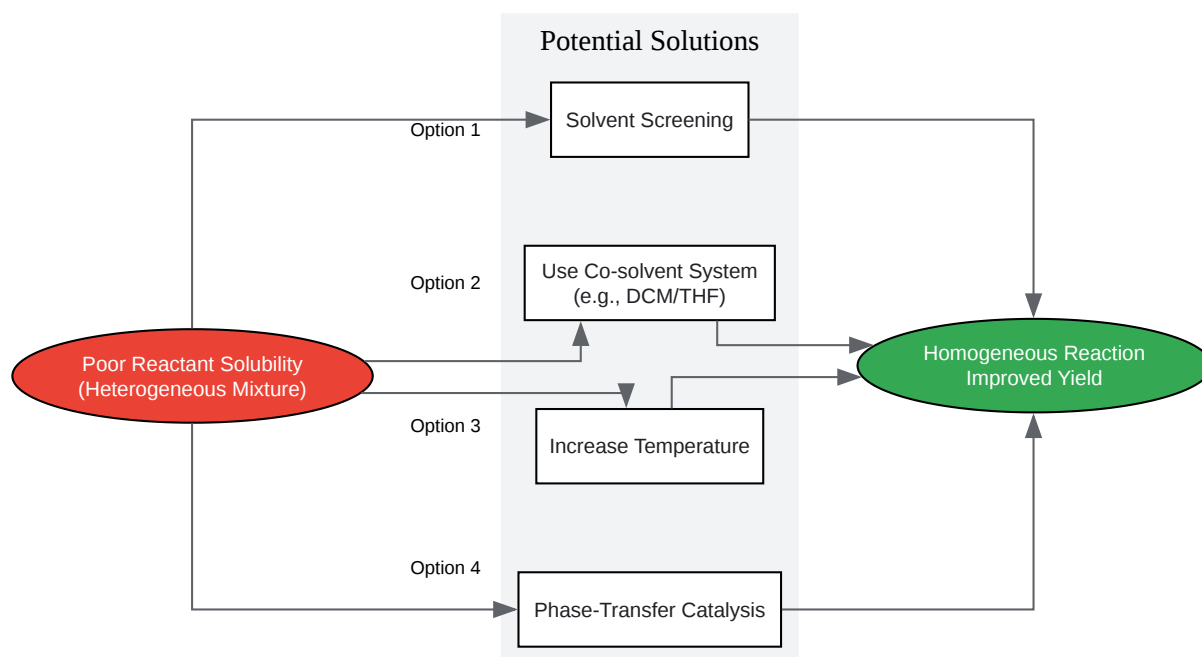 Potential Solutions
Option 1
Solvent Screening
Option 2
Use Co-solvent System
(e.g., DCM/THF)
Poor Reactant Solubility
(Heterogeneous Mixture)
Homogeneous Reaction
Improved Yield
Option 3
Increase Temperature
Option 4
Phase-Transfer Catalysis